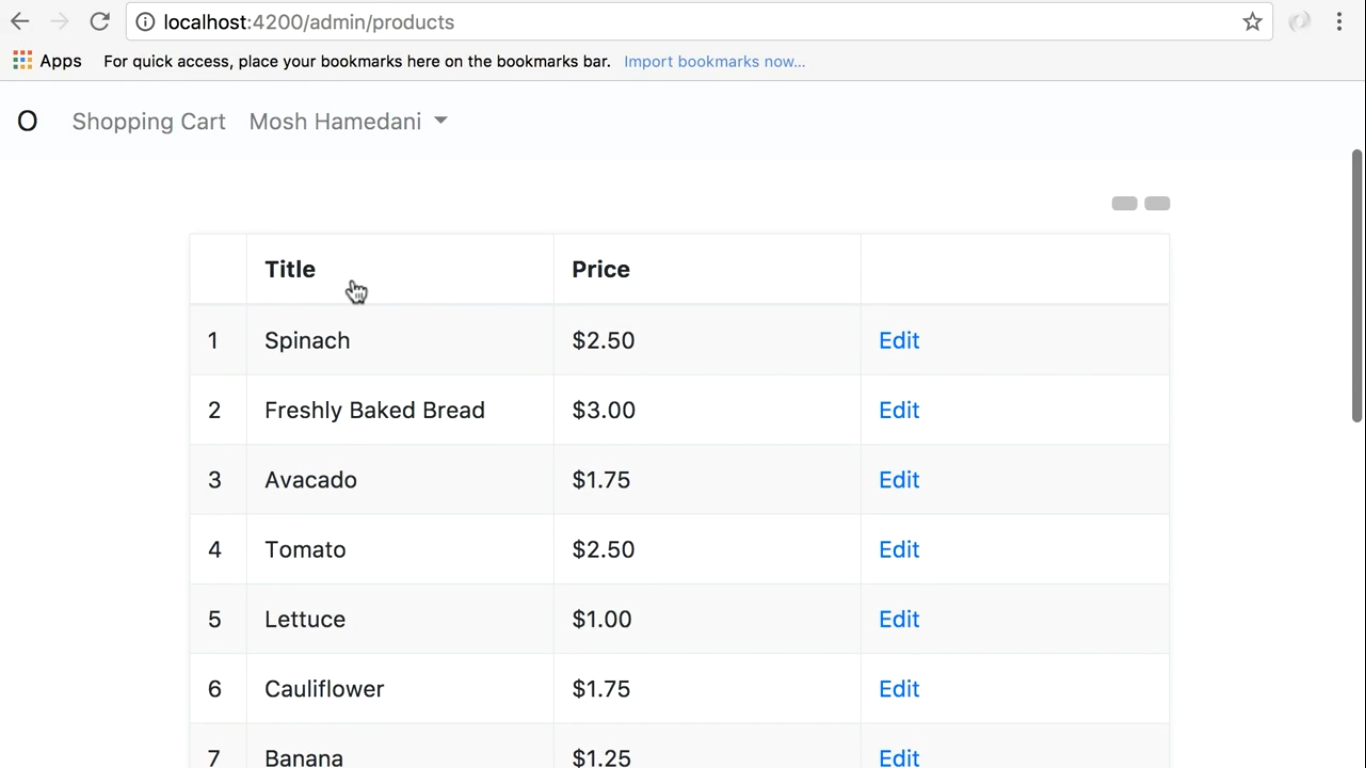 localhost:4200/admin/products
Apps For quick access, place your bookmarks here on the bookmarks bar. Import bookmarks now...
O Shopping Cart Mosh Hamedani
Title Price
1 Spinach $2.50 Edit
2 Freshly Baked Bread $3.00 Edit
3 Avacado $1.75 Edit
4 Tomato $2.50 Edit
5 Lettuce $1.00 Edit
6 Cauliflower $1.75 Edit
7 Banana $1.25 Edit